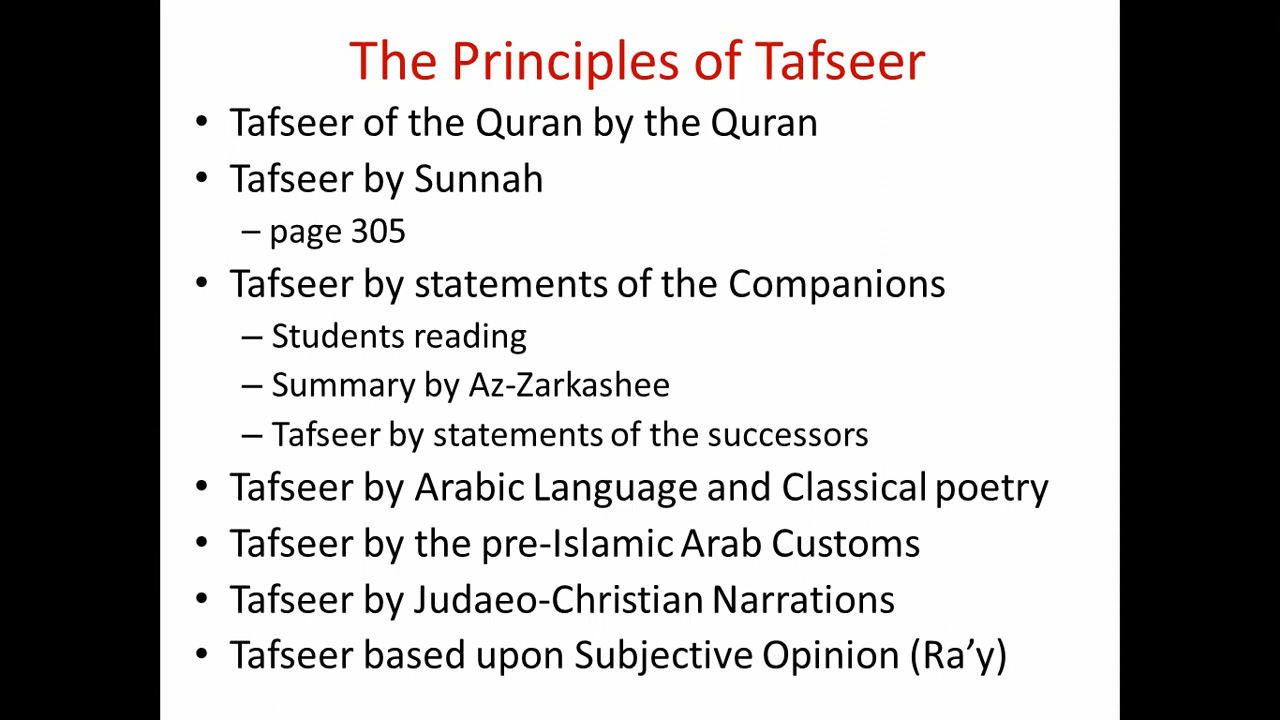 The Principles of Tafseer
• Tafseer of the Quran by the Quran
• Tafseer by Sunnah
– page 305
• Tafseer by statements of the Companions
– Students reading
– Summary by Az-Zarkashee
– Tafseer by statements of the successors
• Tafseer by Arabic Language and Classical poetry
• Tafseer by the pre-Islamic Arab Customs
• Tafseer by Judaeo-Christian Narrations
• Tafseer based upon Subjective Opinion (Ra’y)